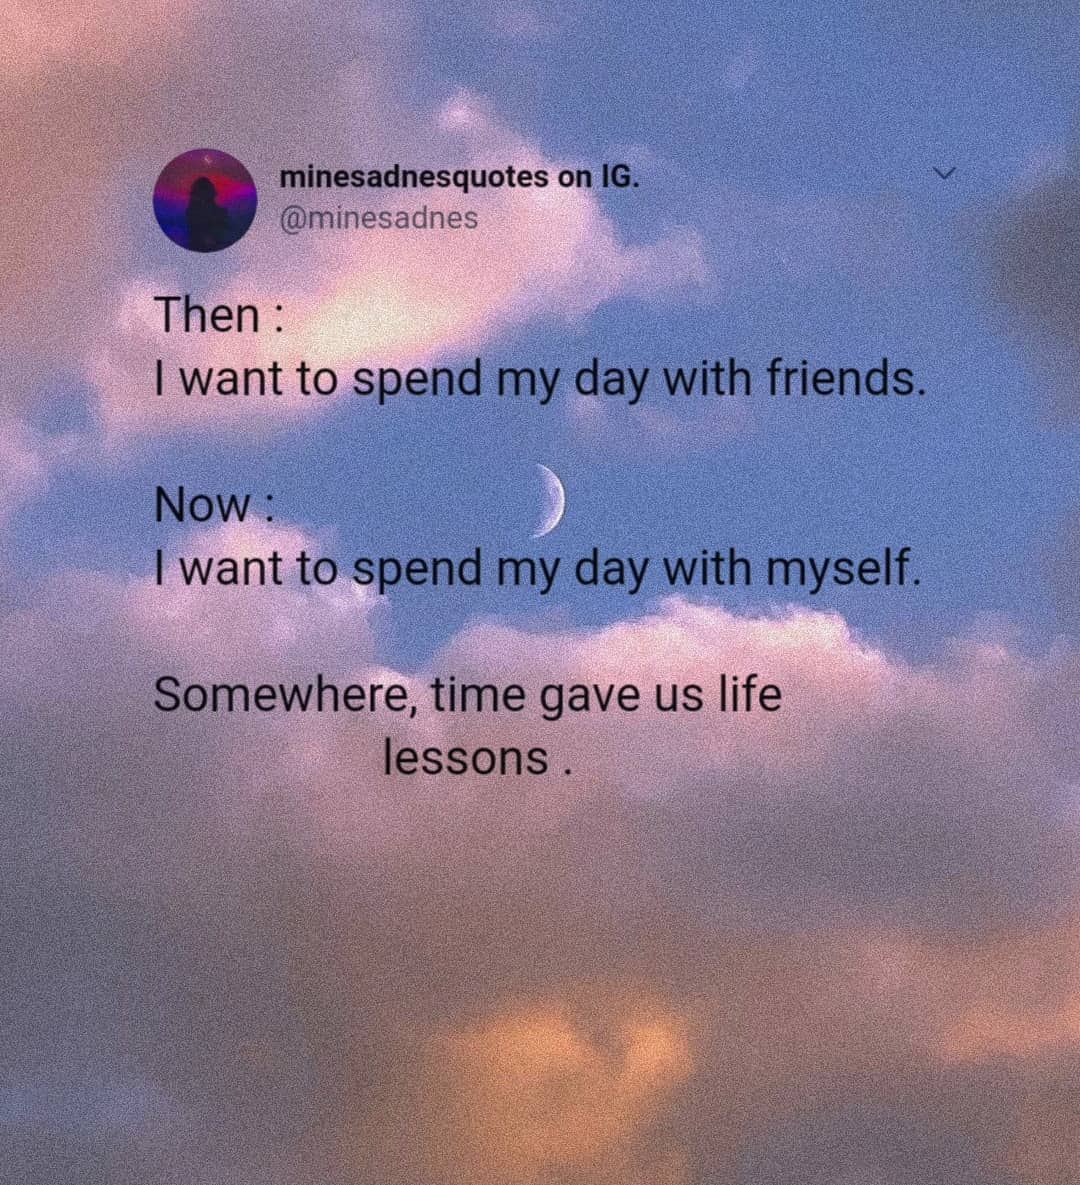 minesadnesquotes on IG.
@minesadnes
Then :
I want to spend my day with friends.
Now :
I want to spend my day with myself.
Somewhere, time gave us life
lessons .